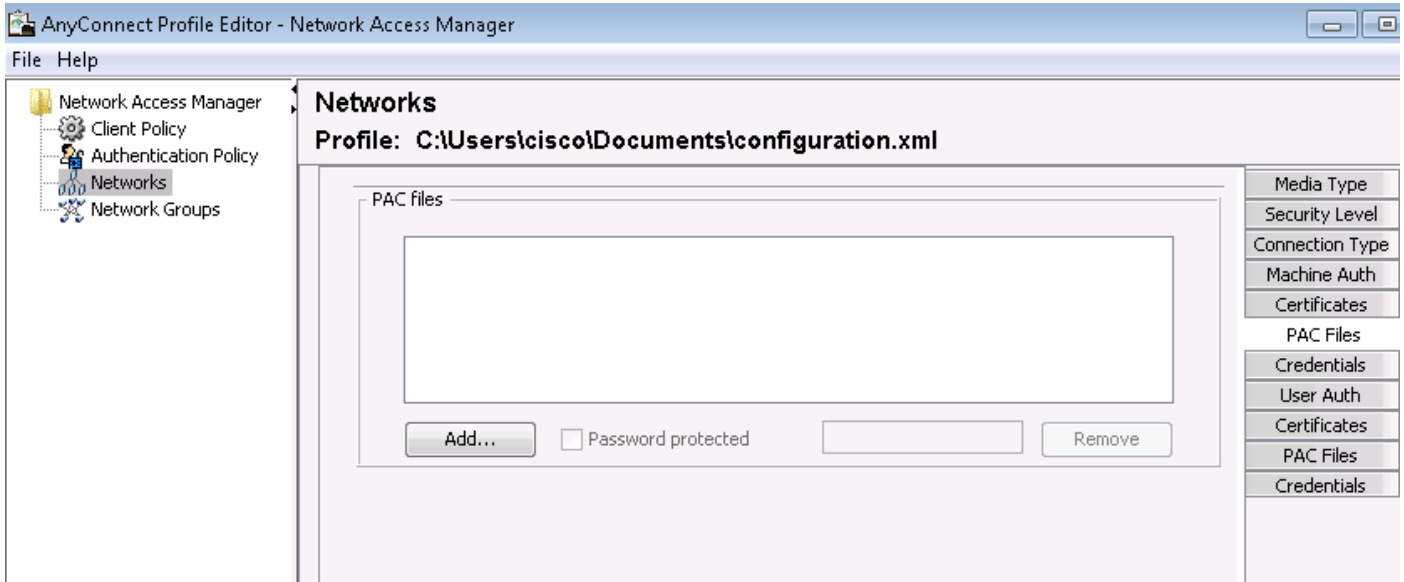 AnyConnect Profile Editor - Network Access Manager
File Help
Network Access Manager
Client Policy
Authentication Policy
Networks
Network Groups
Networks
Profile: C:\Users\cisco\Documents\configuration.xml
PAC files
Add...
Password protected
Remove
Media Type
Security Level
Connection Type
Machine Auth
Certificates
PAC Files
Credentials
User Auth
Certificates
PAC Files
Credentials